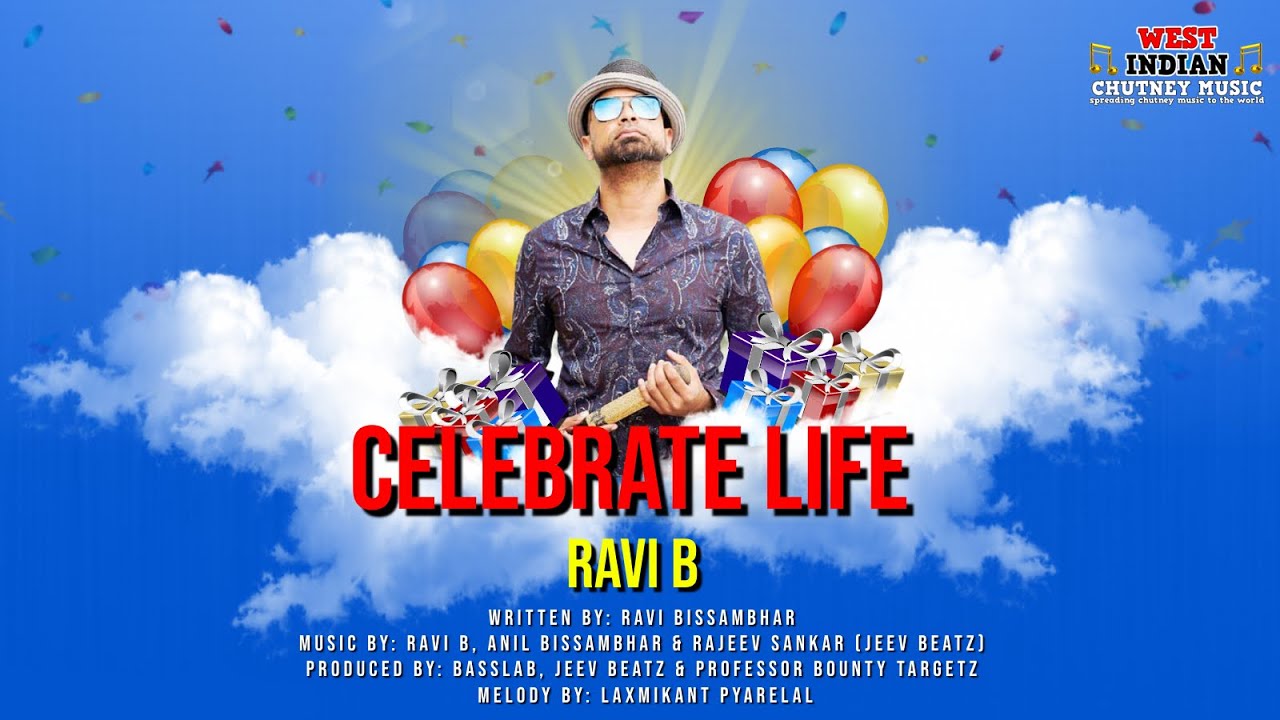 WEST
INDIAN
CHUTNEY MUSIC
spreading chutney music to the world
CELEBRATE LIFE
RAVI B
WRITTEN BY: RAVI BISSAMBHAR
MUSIC BY: RAVI B, ANIL BISSAMBHAR & RAJEEV SANKAR (JEEV BEATZ)
PRODUCED BY: BASSLAB, JEEV BEATZ & PROFESSOR BOUNTY TARGETZ
MELODY BY: LAXMIKANT PYARELAL